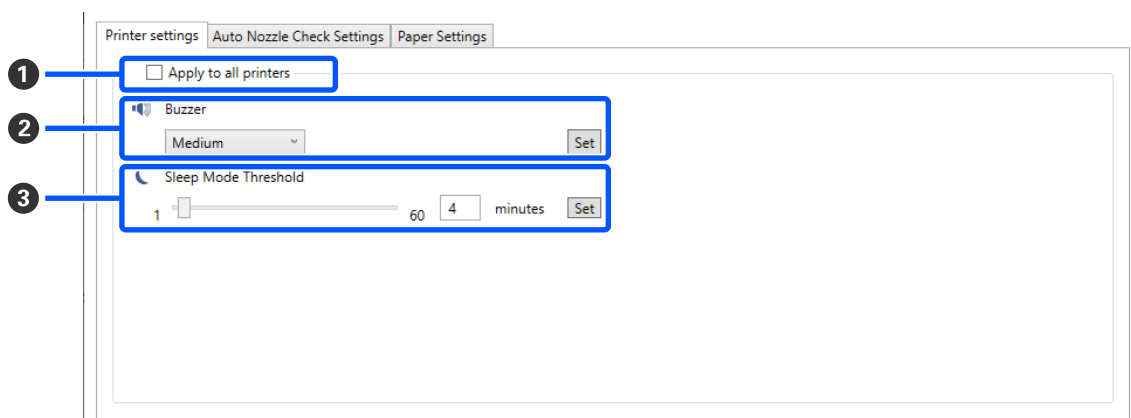 Printer settings Auto Nozzle Check Settings Paper Settings
1 Apply to all printers
2 Buzzer
Medium Set
3 Sleep Mode Threshold
1 60 4 minutes Set